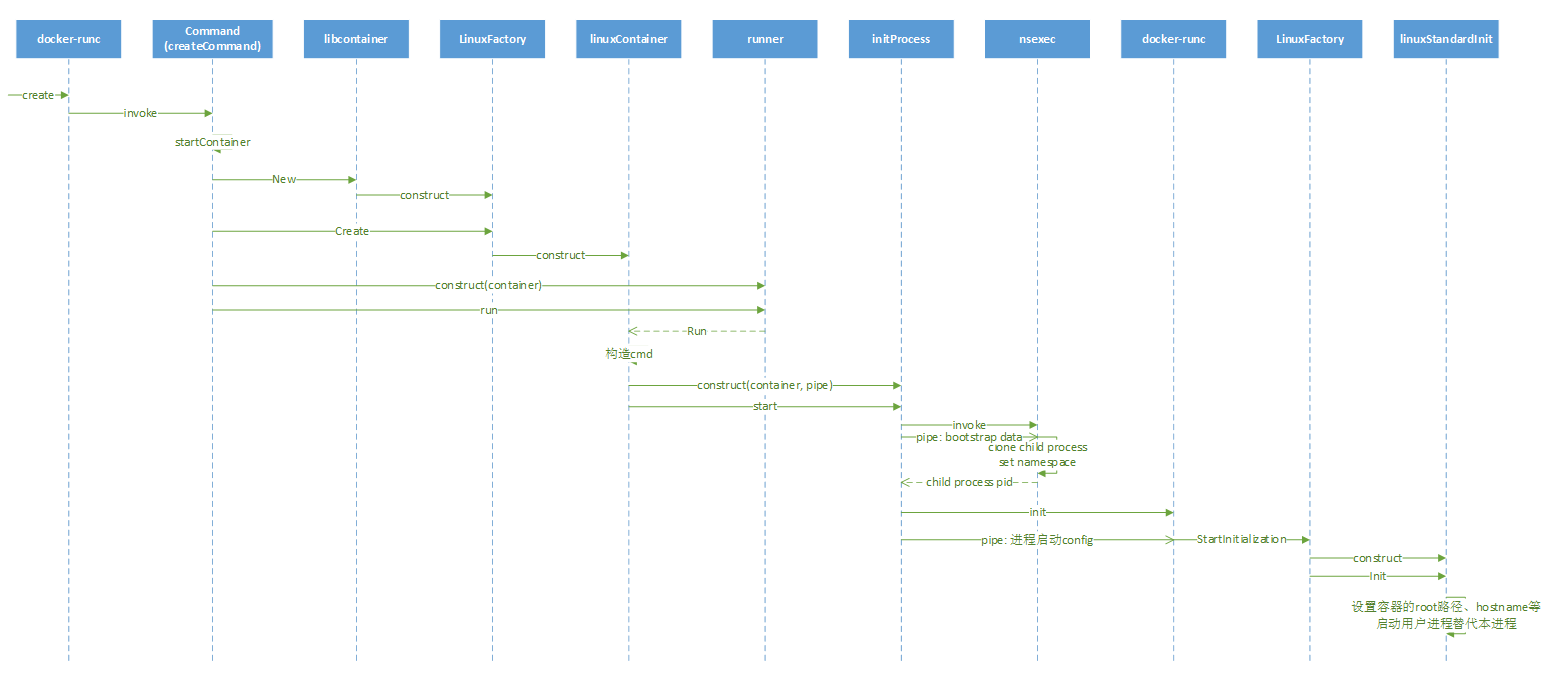 docker-runc
Command
(createCommand)
libcontainer
LinuxFactory
linuxContainer
runner
initProcess
nsexec
docker-runc
LinuxFactory
linuxStandardInit
create
invoke
startContainer
New
construct
Create
construct
construct(container)
run
Run
构造cmd
construct(container, pipe)
start
invoke
pipe: bootstrap data
clone child process
set namespace
child process pid
init
pipe: 进程启动config
StartInitialization
construct
Init
设置容器的root路径、hostname等
启动用户进程替代本进程